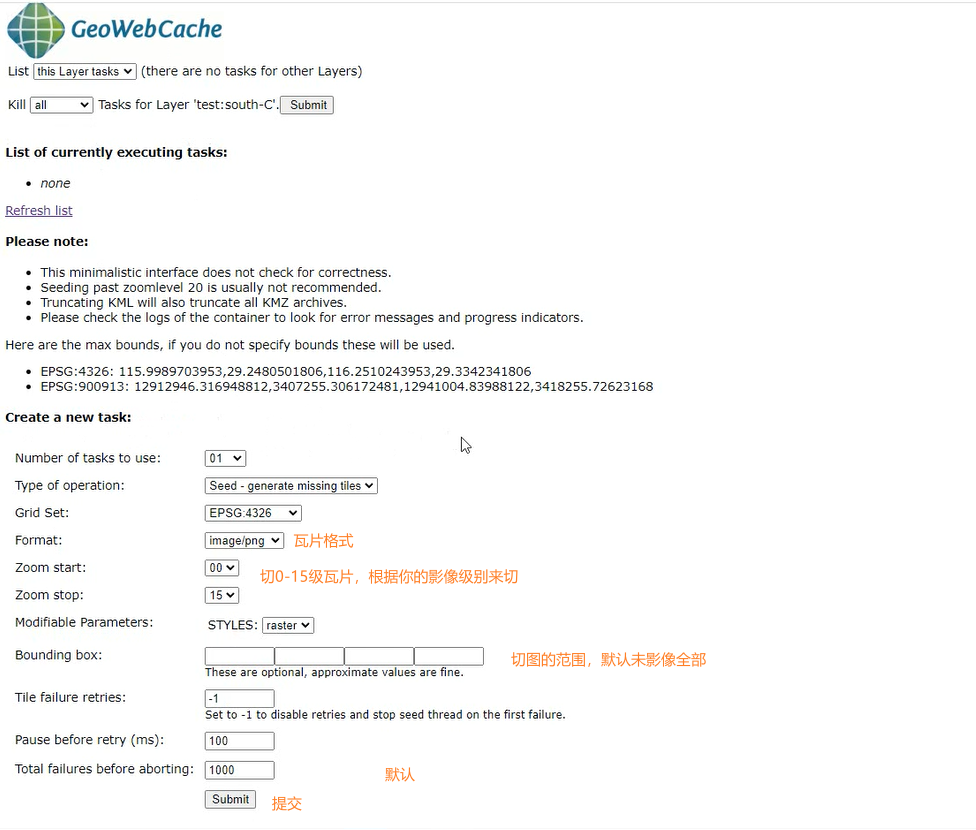 GeoWebCache
List this Layer tasks (there are no tasks for other Layers)
Kill all Tasks for Layer 'test:south-C'. Submit
List of currently executing tasks:
none
Refresh list
Please note:
This minimalistic interface does not check for correctness.
Seeding past zoomlevel 20 is usually not recommended.
Truncating KML will also truncate all KMZ archives.
Please check the logs of the container to look for error messages and progress indicators.
Here are the max bounds, if you do not specify bounds these will be used.
EPSG:4326: 115.9989703953,29.2480501806,116.2510243953,29.3342341806
EPSG:900913: 12912946.316948812,3407255.306172481,12941004.83988122,3418255.72623168
Create a new task:
Number of tasks to use: 01
Type of operation: Seed - generate missing tiles
Grid Set: EPSG:4326
Format: image/png 瓦片格式
Zoom start: 00
切0-15级瓦片，根据你的影像级别来切
Zoom stop: 15
Modifiable Parameters: STYLES: raster
Bounding box: 切图的范围，默认未影像全部
These are optional, approximate values are fine.
Tile failure retries: -1
Set to -1 to disable retries and stop seed thread on the first failure.
Pause before retry (ms): 100
Total failures before aborting: 1000 默认
Submit 提交